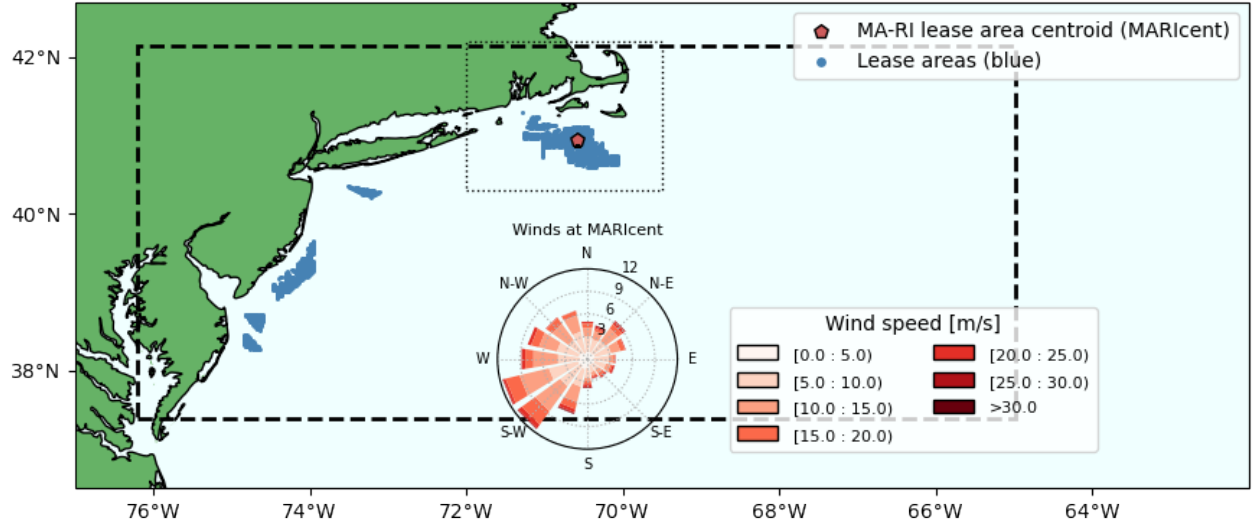 42°N
40°N
38°N
76°W
74°W
72°W
70°W
68°W
66°W
64°W
MA-RI lease area centroid (MARIcent)
Lease areas (blue)
Winds at MARIcent
N
N-E
E
S-E
S
S-W
W
N-W
12
9
6
3
Wind speed [m/s]
[0.0 : 5.0)
[5.0 : 10.0)
[10.0 : 15.0)
[15.0 : 20.0)
[20.0 : 25.0)
[25.0 : 30.0)
>30.0